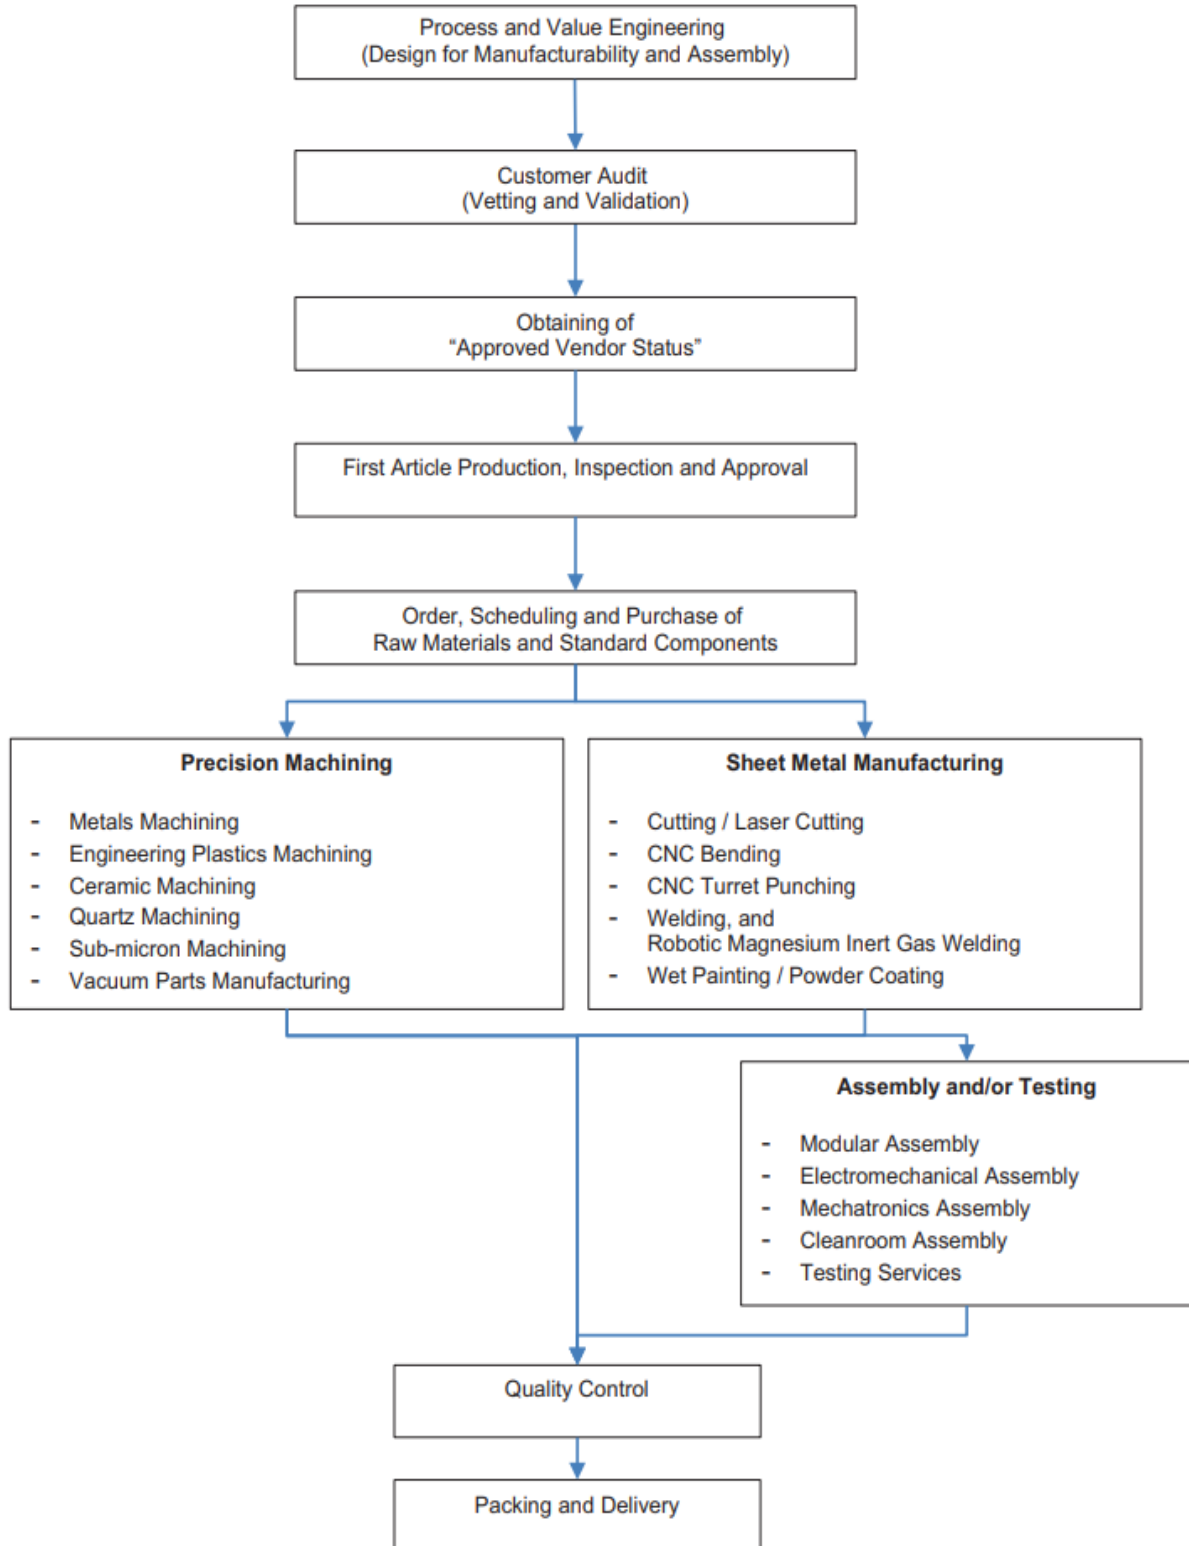 Process and Value Engineering
(Design for Manufacturability and Assembly)
Customer Audit
(Vetting and Validation)
Obtaining of
“Approved Vendor Status”
First Article Production, Inspection and Approval
Order, Scheduling and Purchase of
Raw Materials and Standard Components
Precision Machining
- Metals Machining
- Engineering Plastics Machining
- Ceramic Machining
- Quartz Machining
- Sub-micron Machining
- Vacuum Parts Manufacturing
Sheet Metal Manufacturing
- Cutting / Laser Cutting
- CNC Bending
- CNC Turret Punching
- Welding, and
Robotic Magnesium Inert Gas Welding
- Wet Painting / Powder Coating
Assembly and/or Testing
- Modular Assembly
- Electromechanical Assembly
- Mechatronics Assembly
- Cleanroom Assembly
- Testing Services
Quality Control
Packing and Delivery